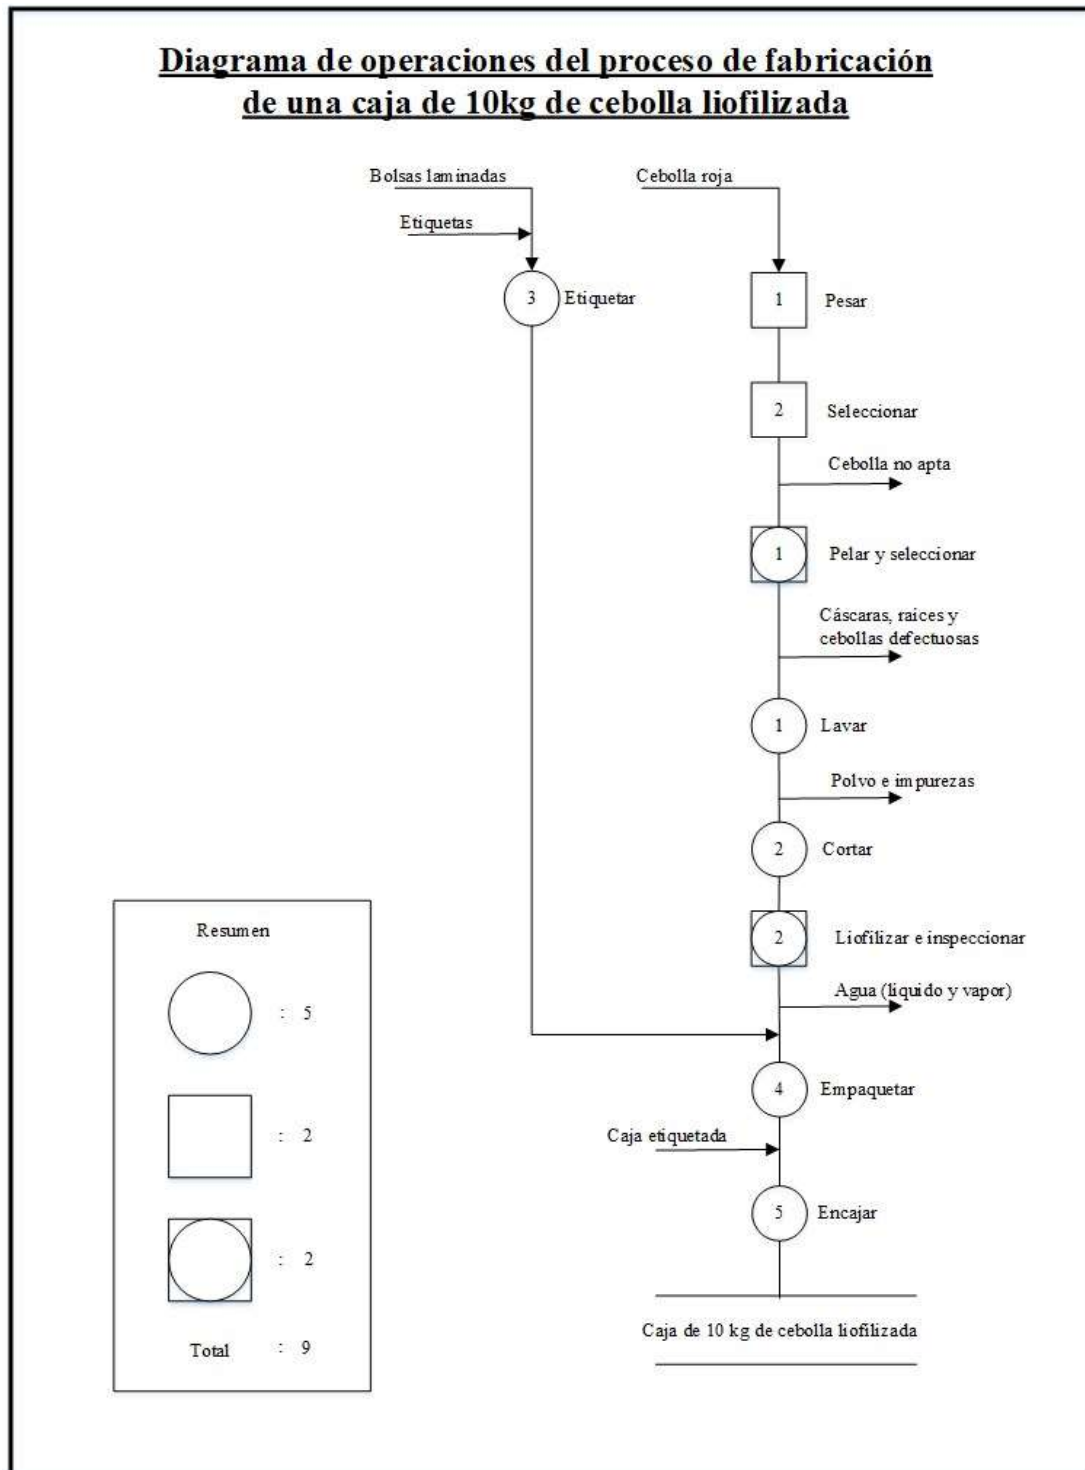 Diagrama de operaciones del proceso de fabricación
de una caja de 10kg de cebolla liofilizada
Bolsas laminadas
Cebolla roja
Etiquetas
3 Etiquetar
1 Pesar
2 Seleccionar
Cebolla no apta
1 Pelar y seleccionar
Cáscaras, raíces y
cebollas defectuosas
1 Lavar
Polvo e impurezas
2 Cortar
2 Liofilizar e inspeccionar
Agua (líquido y vapor)
4 Empaquetar
Caja etiquetada
5 Encajar
Caja de 10 kg de cebolla liofilizada
Resumen
: 5
: 2
: 2
Total : 9